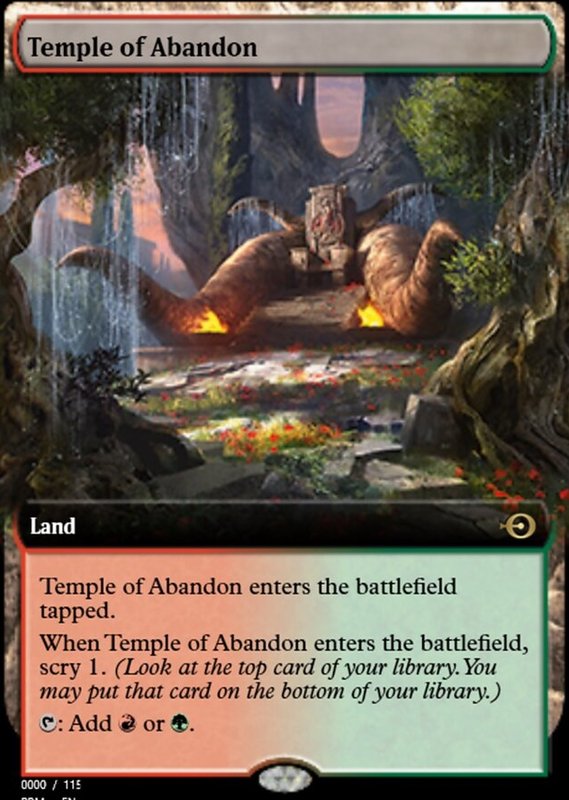 Temple of Abandon
Land
Temple of Abandon enters the battlefield
tapped.
When Temple of Abandon enters the battlefield,
scry 1. (Look at the top card of your library. You
may put that card on the bottom of your library.)
: Add or .
0000 / 115